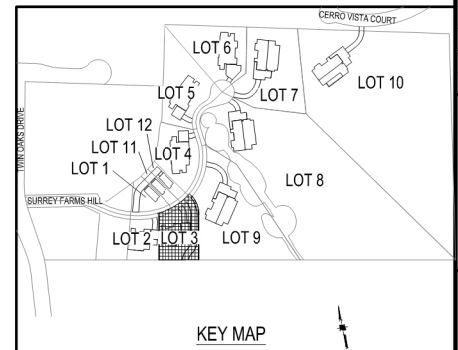 CERRO VISTA COURT
LOT 6
LOT 10
LOT 5
LOT 7
TWIN OAKS DRIVE
LOT 12
LOT 11
LOT 4
LOT 1
LOT 8
SURREY FARMS HILL
LOT 2
LOT 3
LOT 9
KEY MAP